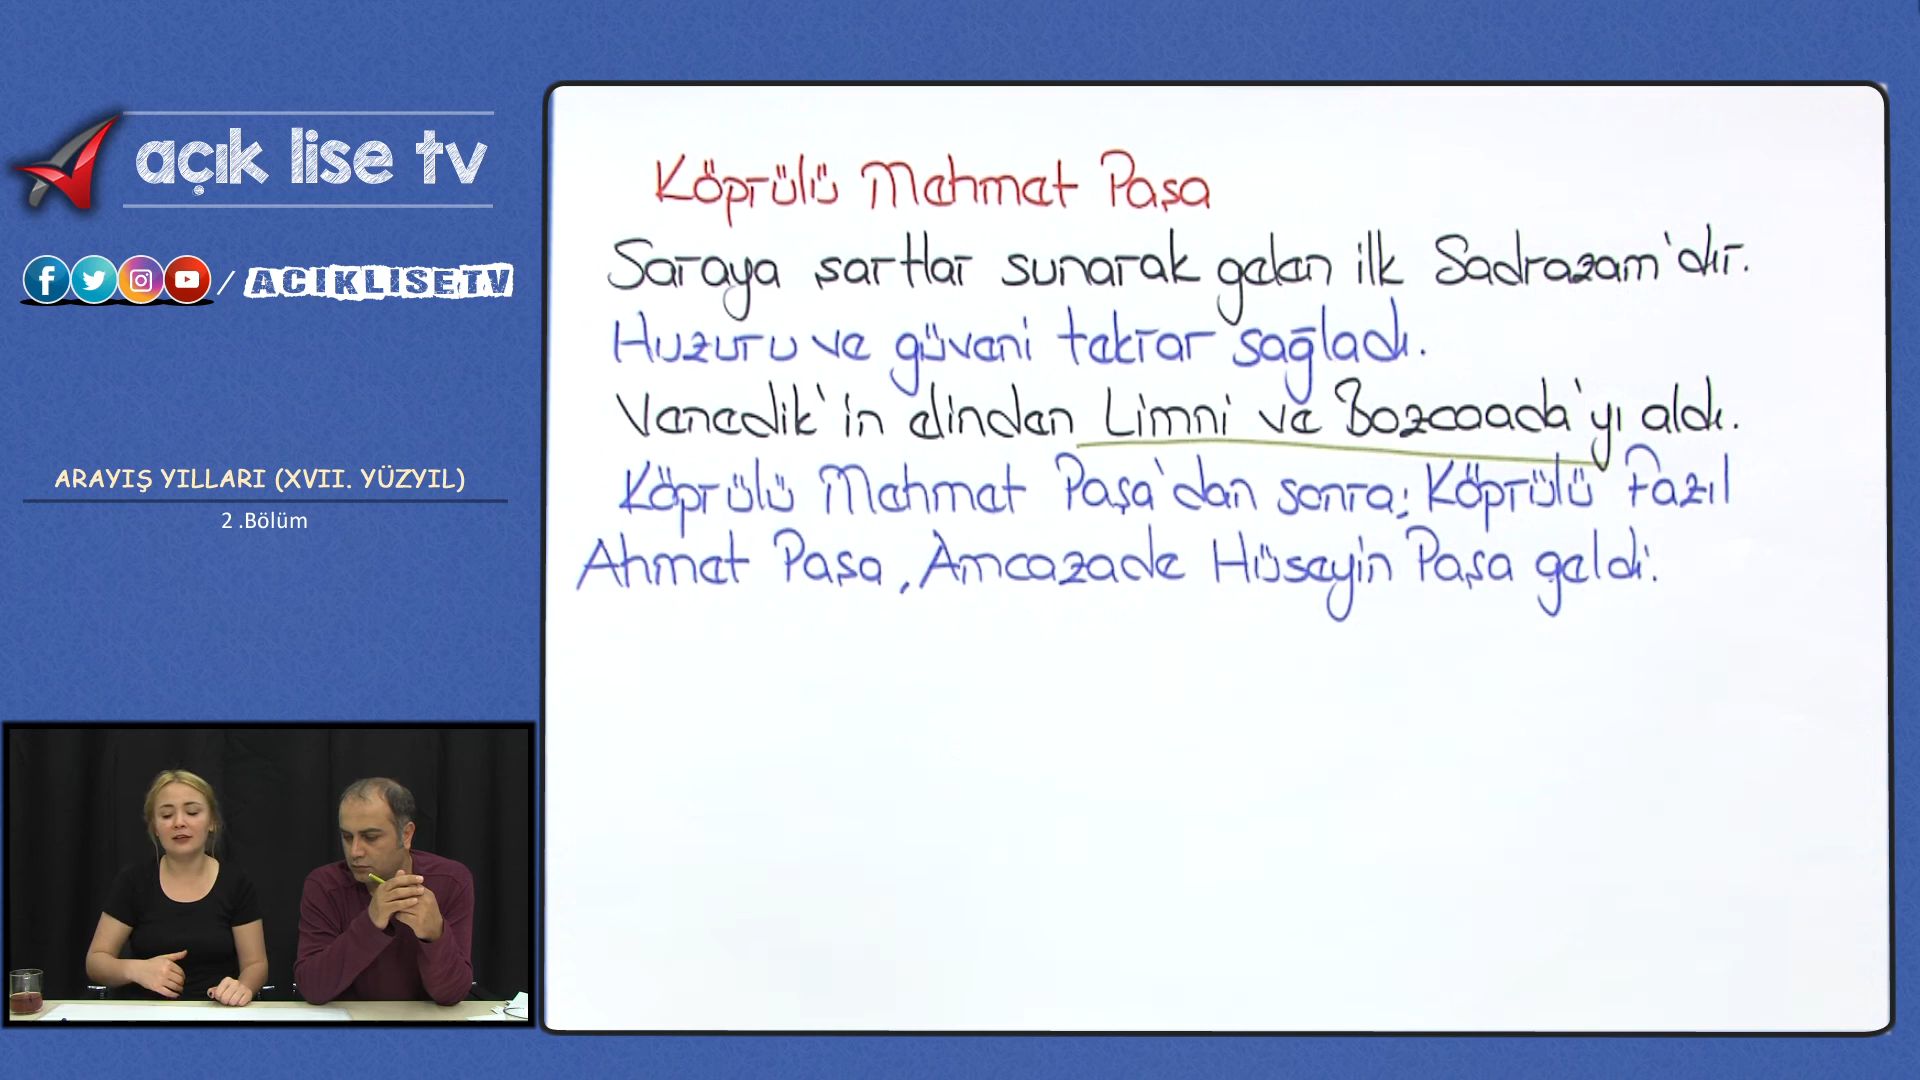 açık lise tv
/ ACIKLISETV
ARAYIŞ YILLARI (XVII. YÜZYIL)
2 .Bölüm
Köprülü Mehmet Paşa
Saraya şartlar sunarak gelen ilk Sadrazam'dır.
Huzuru ve güveni tekrar sağladı.
Venedik'in elinden Limni ve Bozcaada'yı aldı.
Köprülü Mehmet Paşa'dan sonra; Köprülü Fazıl
Ahmet Paşa, Amcazade Hüseyin Paşa geldi.